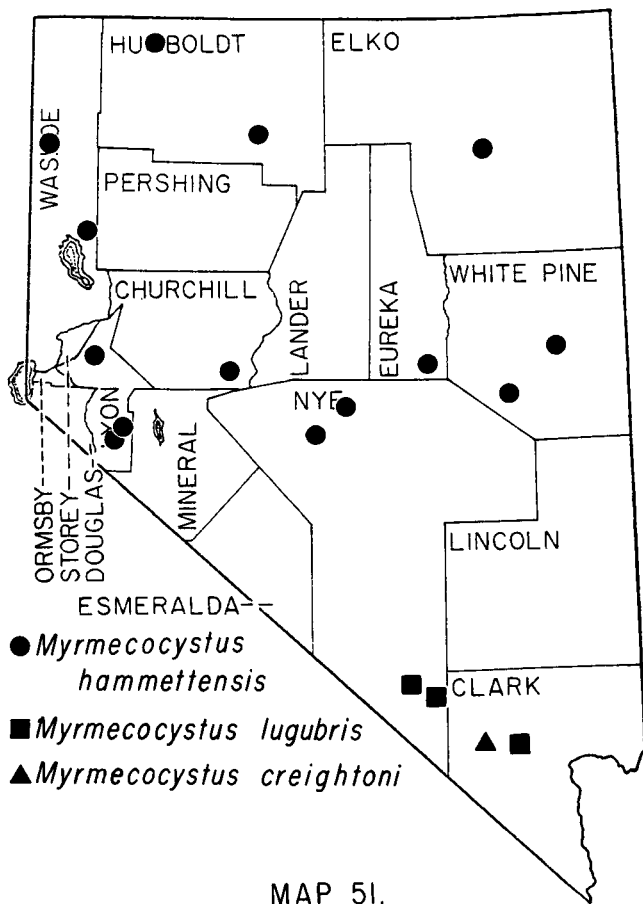 HUMBOLDT
ELKO
WASHOE
PERSHING
CHURCHILL
LANDER
EUREKA
WHITE PINE
LYON
NYE
MINERAL
ORMSBY
STOREY
DOUGLAS
LINCOLN
ESMERALDA
CLARK
Myrmecocystus
hammettensis
Myrmecocystus lugubris
Myrmecocystus creightoni
MAP 51.